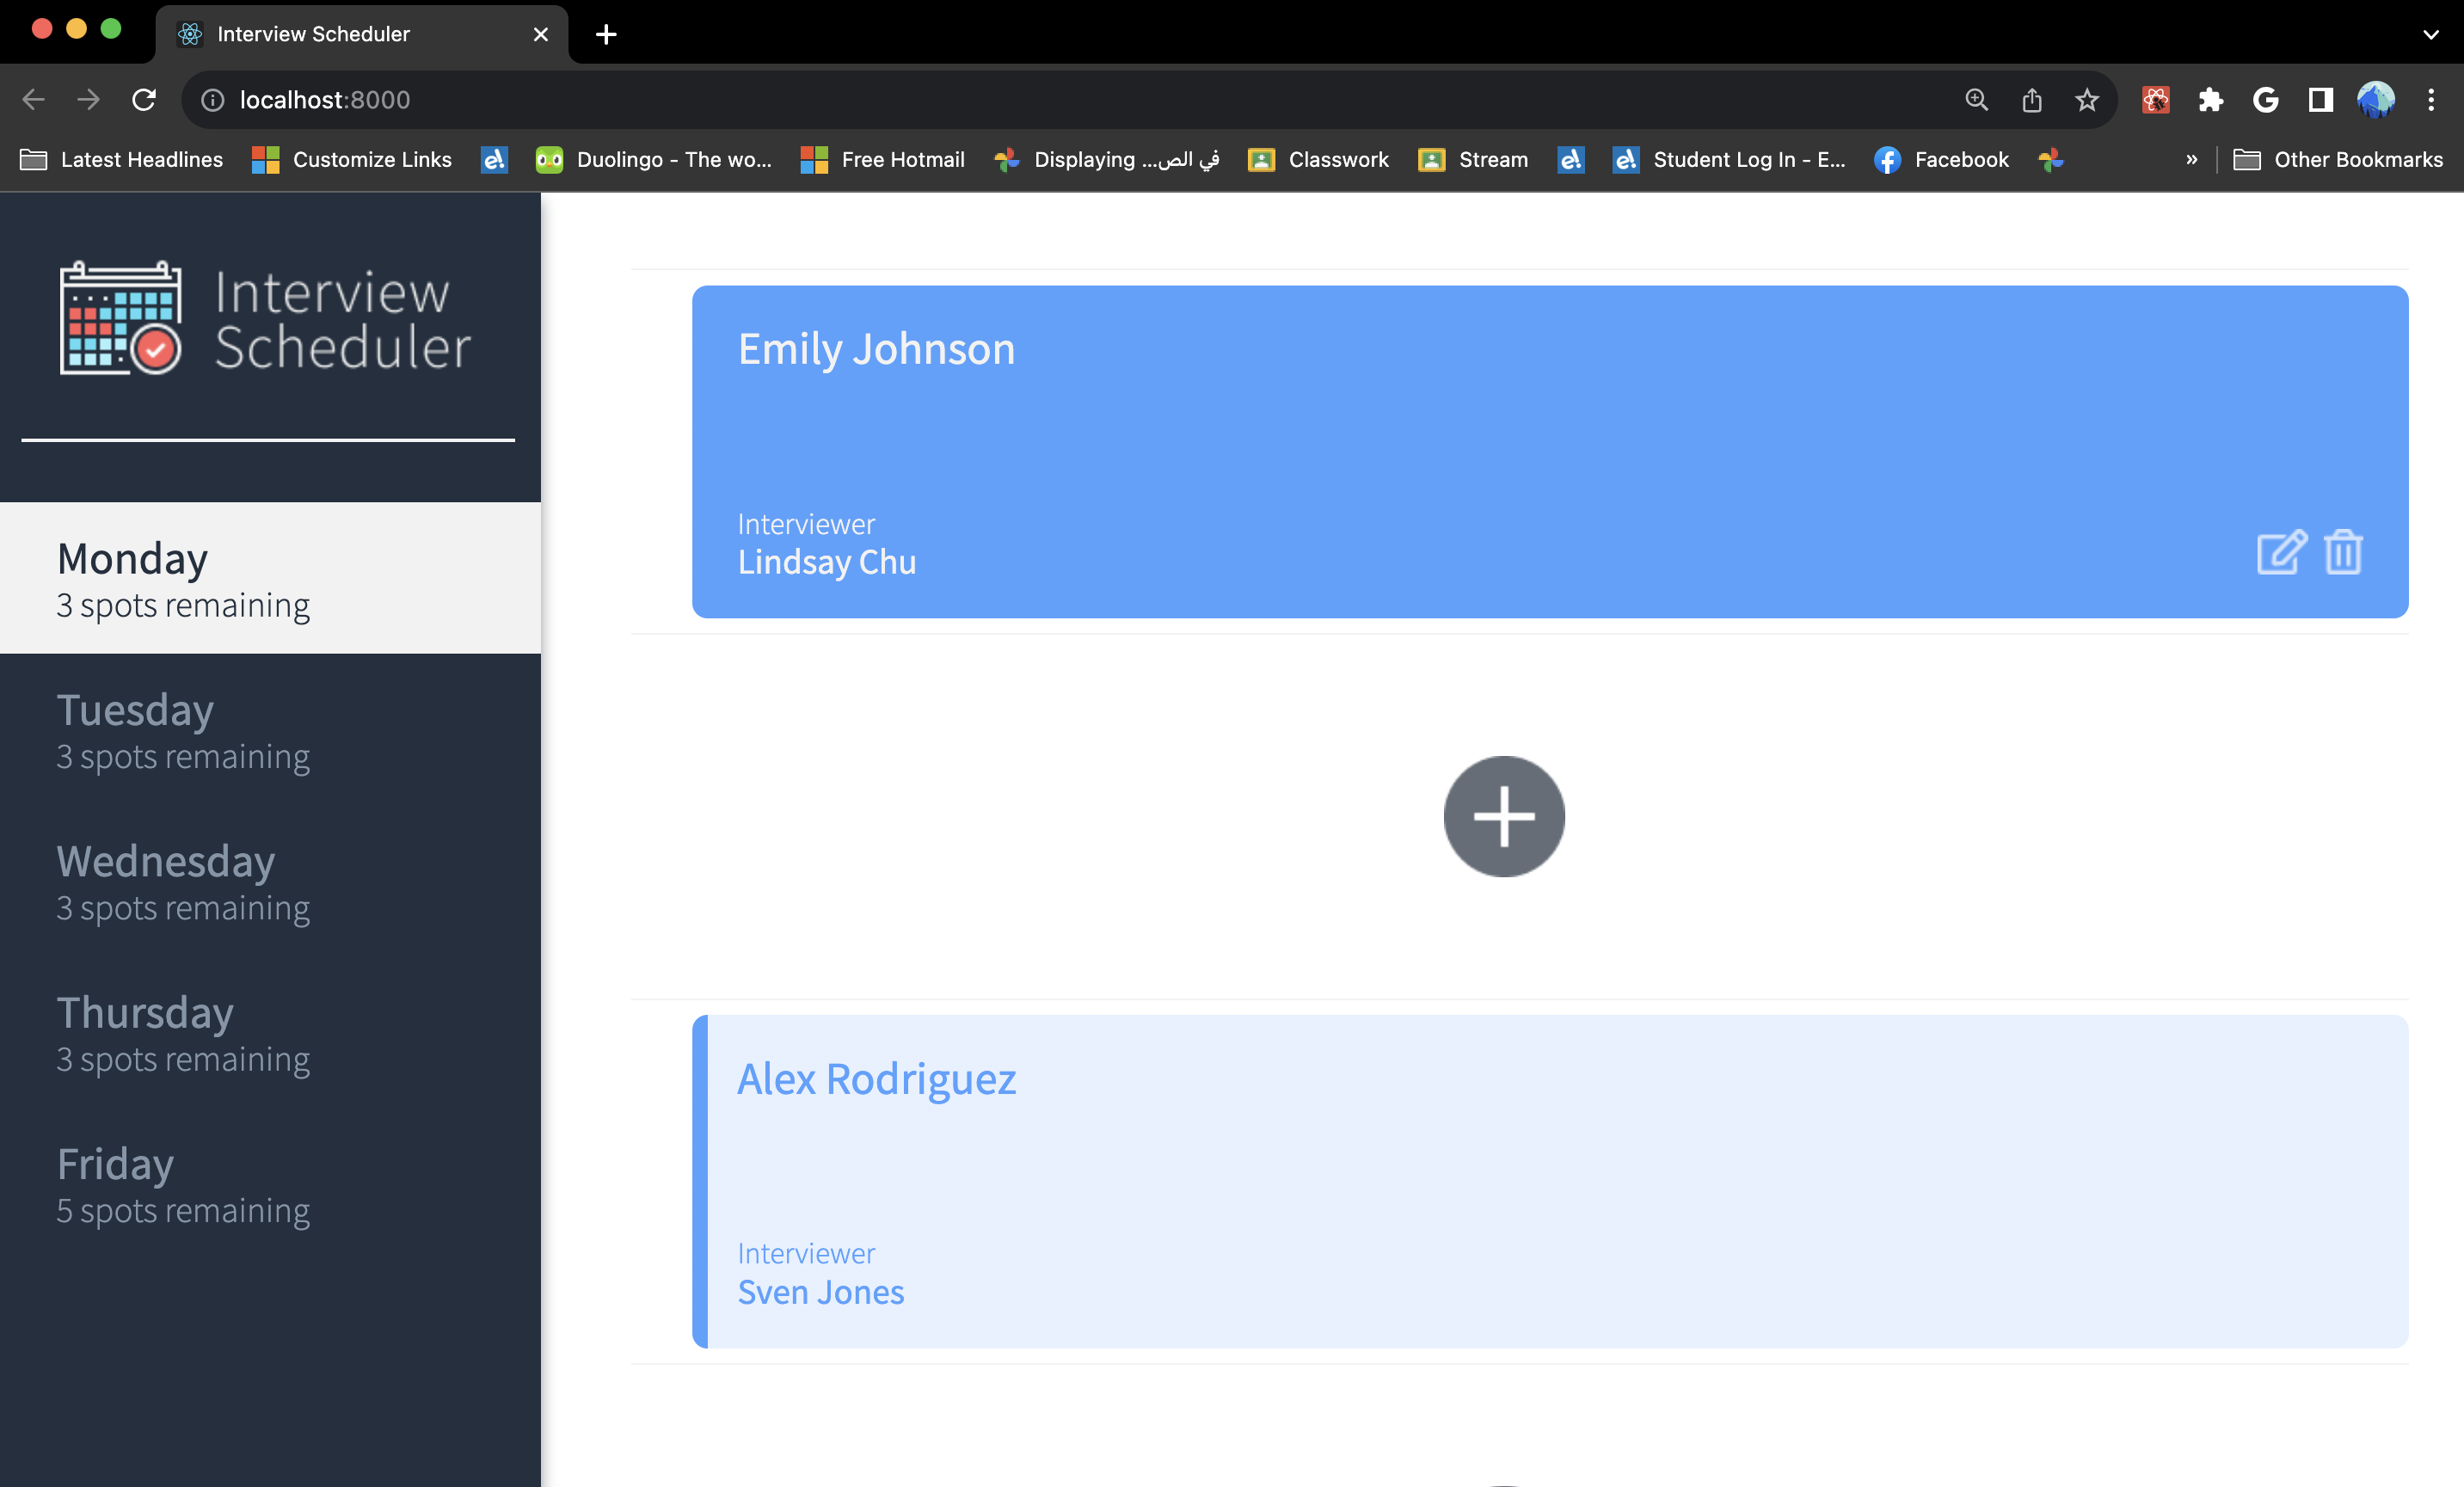 Interview Scheduler
localhost:8000
Latest Headlines
Customize Links
Duolingo - The wo...
Free Hotmail
Displaying ...في الص
Classwork
Stream
Student Log In - E...
Facebook
Other Bookmarks
Interview
Scheduler
Monday
3 spots remaining
Tuesday
3 spots remaining
Wednesday
3 spots remaining
Thursday
3 spots remaining
Friday
5 spots remaining
Emily Johnson
Interviewer
Lindsay Chu
Alex Rodriguez
Interviewer
Sven Jones